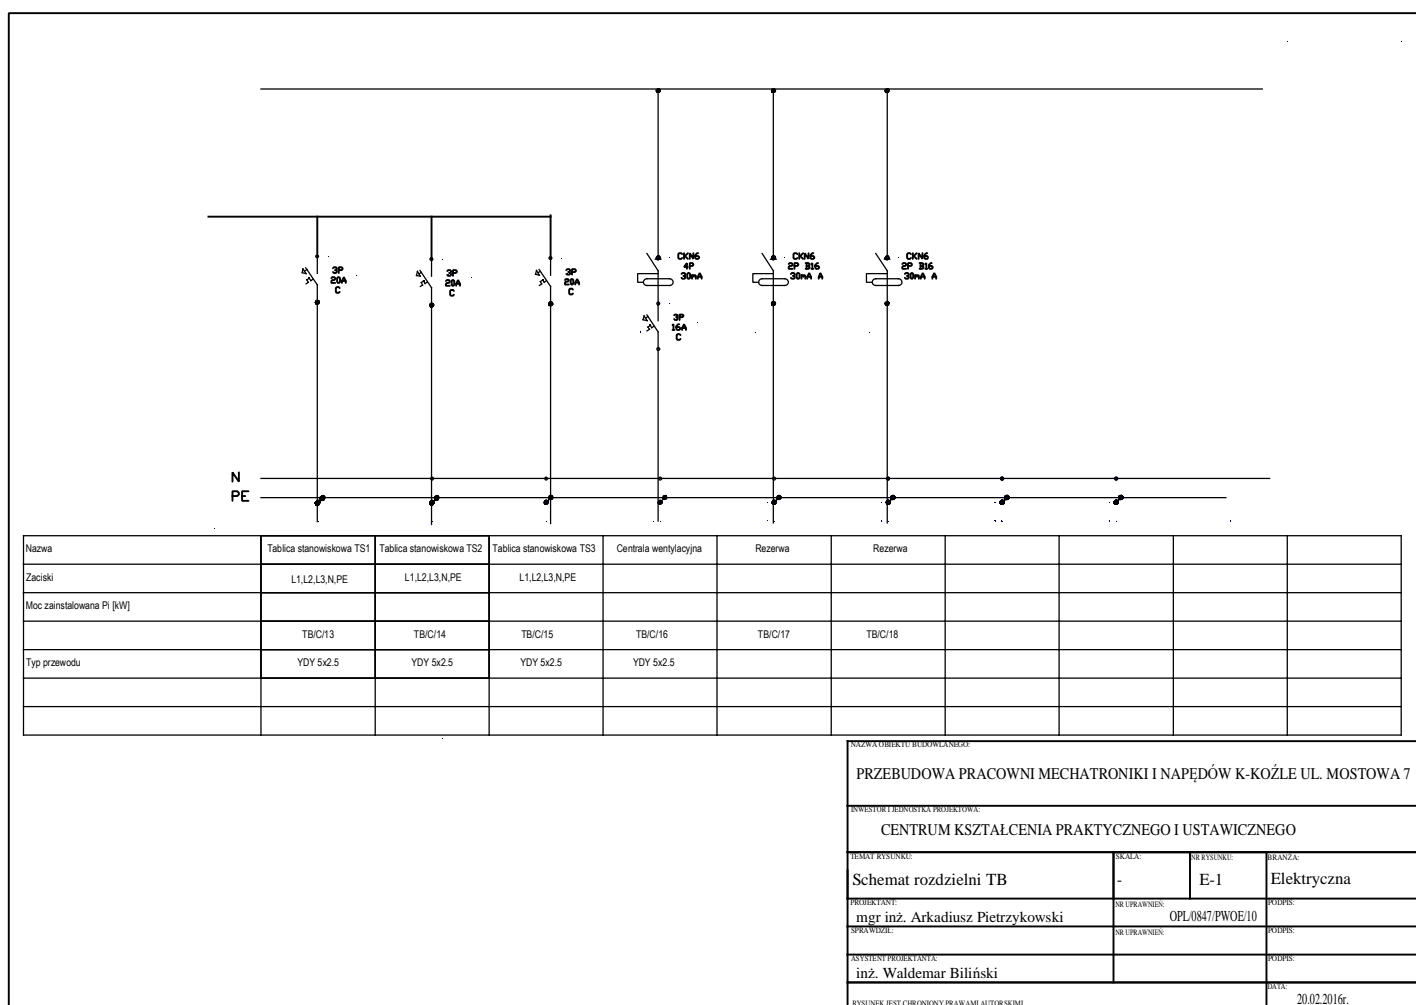 3P
20A
C
3P
20A
C
3P
20A
C
CKN6
4P
30mA
3P
16A
C
CKN6
2P B16
30mA A
CKN6
2P B16
30mA A
N
PE
Nazwa Tablica stanowiskowa TS1 Tablica stanowiskowa TS2 Tablica stanowiskowa TS3 Centrala wentylacyjna Rezerwa Rezerwa
Zaciski L1,L2,L3,N,PE L1,L2,L3,N,PE L1,L2,L3,N,PE
Moc zainstalowana Pi [kW]
TB/C/13 TB/C/14 TB/C/15 TB/C/16 TB/C/17 TB/C/18
Typ przewodu YDY 5x2.5 YDY 5x2.5 YDY 5x2.5 YDY 5x2.5
NAZWA OBIEKTU BUDOWLANEGO:
PRZEBUDOWA PRACOWNI MECHATRONIKI I NAPĘDÓW K-KOŹLE UL. MOSTOWA 7
INWESTOR I JEDNOSTKA PROJEKTOWA:
CENTRUM KSZTAŁCENIA PRAKTYCZNEGO I USTAWICZNEGO
TEMAT RYSUNKU: SKALA: NR RYSUNKU: BRANŻA:
Schemat rozdzielni TB - E-1 Elektryczna
PROJEKTANT: NR UPRAWNIEŃ: PODPIS:
mgr inż. Arkadiusz Pietrzykowski OPL/0847/PWOE/10
SPRAWDZIŁ: NR UPRAWNIEŃ: PODPIS:
ASYSTENT PROJEKTANTA: PODPIS:
inż. Waldemar Biliński
DATA:
RYSUNEK JEST CHRONIONY PRAWAMI AUTORSKIMI 20.02.2016r.